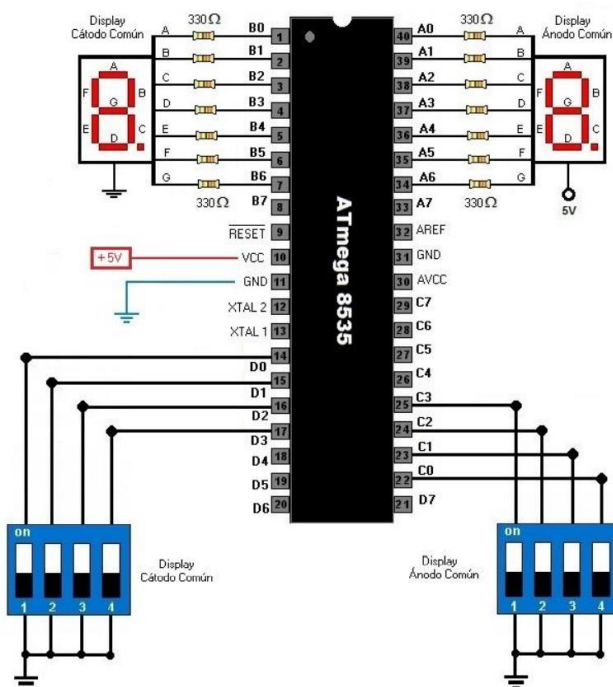 Display
Cátodo Común
330Ω
A B0 1
B B1 2
C B2 3
D B3 4
E B4 5
F B5 6
G B6 7
330Ω
A
F B
G
E C
D
B7 8
RESET 9
+5V VCC 10
GND 11
XTAL 2 12
XTAL 1 13
14
D0
15
D1
16
D2
17
D3
18
D4
19
D5
20
D6
ATmega 8535
330Ω
Display
Ánodo Común
40 A0 A
39 A1 B
38 A2 C
37 A3 D
36 A4 E
35 A5 F
34 A6 G
330Ω
A
F B
G
E C
D
5V
33 A7
32 AREF
31 GND
30 AVCC
29 C7
28 C6
27 C5
26 C4
25 C3
24 C2
23 C1
22 C0
21 D7
on
1 2 3 4
Display
Cátodo Común
Display
Ánodo Común
on
1 2 3 4